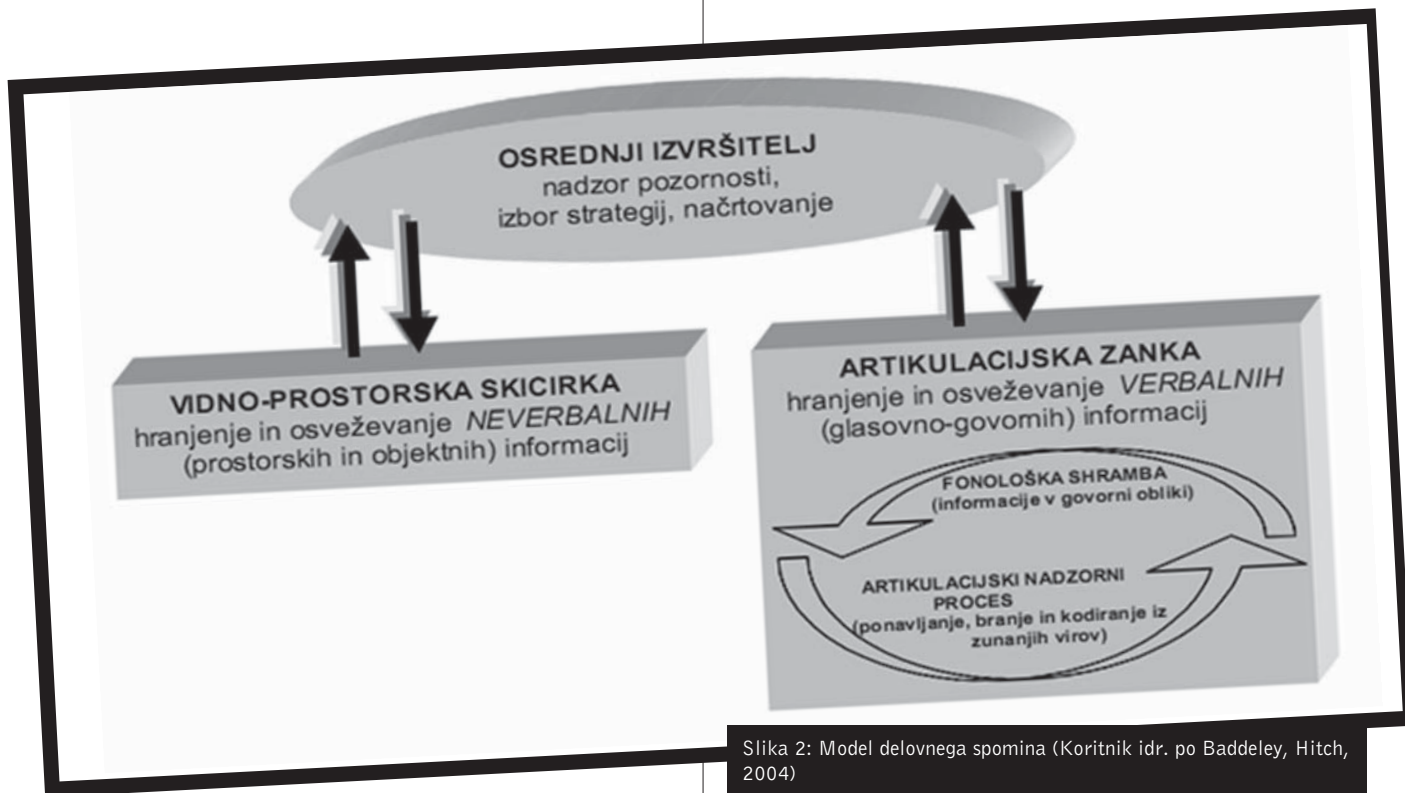 OSREDNJI IZVRŠITELJ
nadzor pozornosti,
izbor strategij, načrtovanje
VIDNO-PROSTORSKA SKICIRKA
hranjenje in osveževanje NEVERBALNIH
(prostorskih in objektnih) informacij
ARTIKULACIJSKA ZANKA
hranjenje in osveževanje VERBALNIH
(glasovno-govornih) informacij
FONOLOŠKA SHRAMBA
(informacije v govorni obliki)
ARTIKULACIJSKI NADZORNI
PROCES
(ponavljanje, branje in kodiranje iz
zunanjih virov)
Slika 2: Model delovnega spomina (Koritnik idr. po Baddeley, Hitch,
2004)